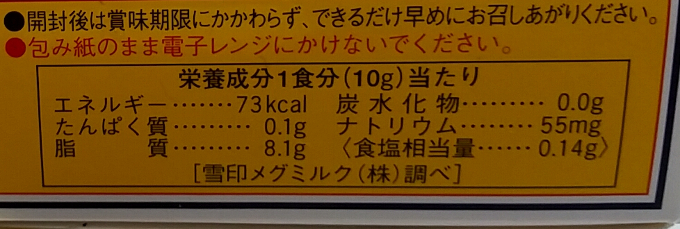 ●開封後は賞味期限にかかわらず、できるだけ早めにお召しあがりください。
●包み紙のまま電子レンジにかけないでください。
栄養成分1食分(10g)当たり
エネルギー‥‥‥73kcal 炭水化物‥‥‥0.0g
たんぱく質‥‥‥0.1g ナトリウム‥‥‥55mg
脂質‥‥‥8.1g 〈食塩相当量‥‥‥0.14g〉
[雪印メグミルク(株)調べ]